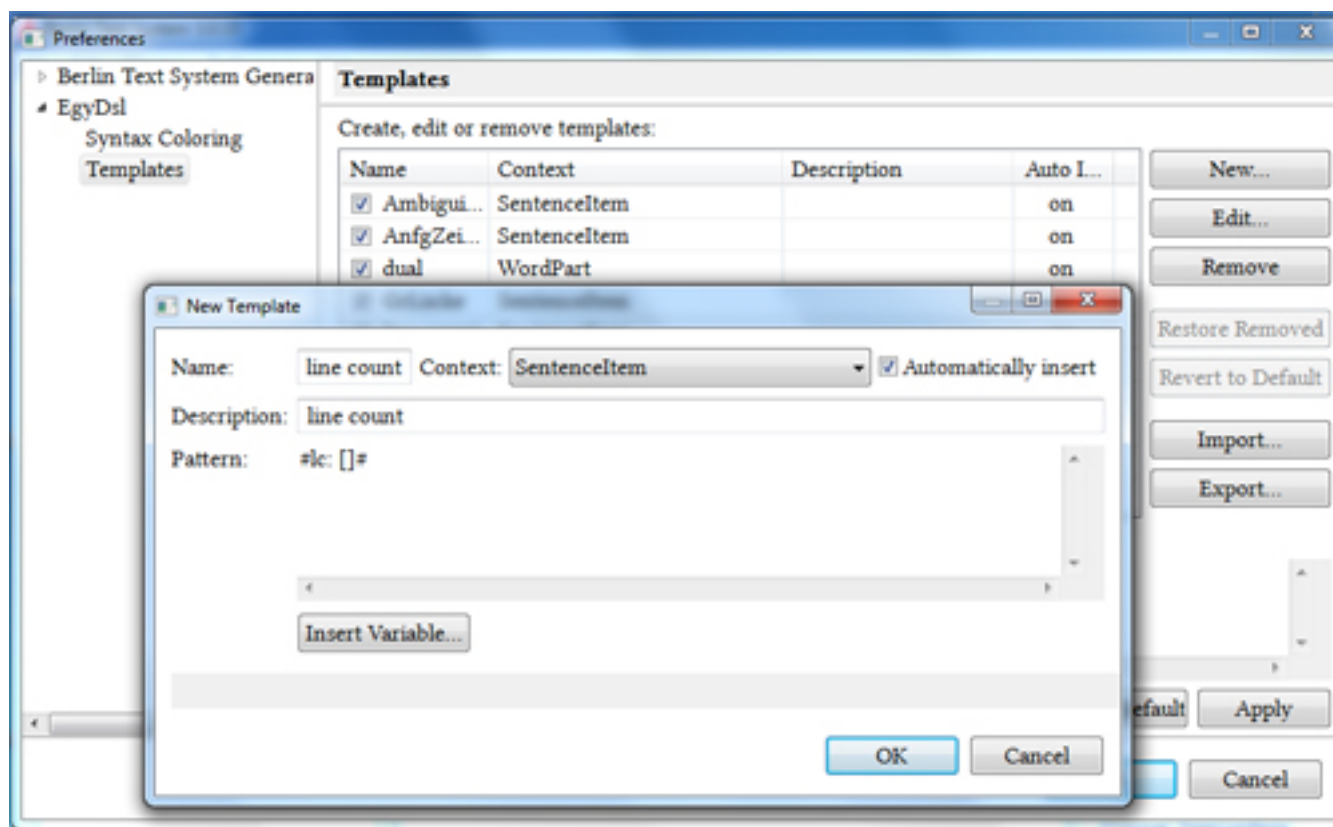 Preferences
Berlin Text System Genera
EgyDsl
Syntax Coloring
Templates
Templates
Create, edit or remove templates:
Name Context Description Auto I...
Ambigui... SentenceItem on
AnfgZei... SentenceItem on
dual WordPart on
New...
Edit...
Remove
Restore Removed
Revert to Default
Import...
Export...
New Template
Name: line count Context: SentenceItem Automatically insert
Description: line count
Pattern: #lc: []#
Insert Variable...
OK Cancel
efault Apply
Cancel